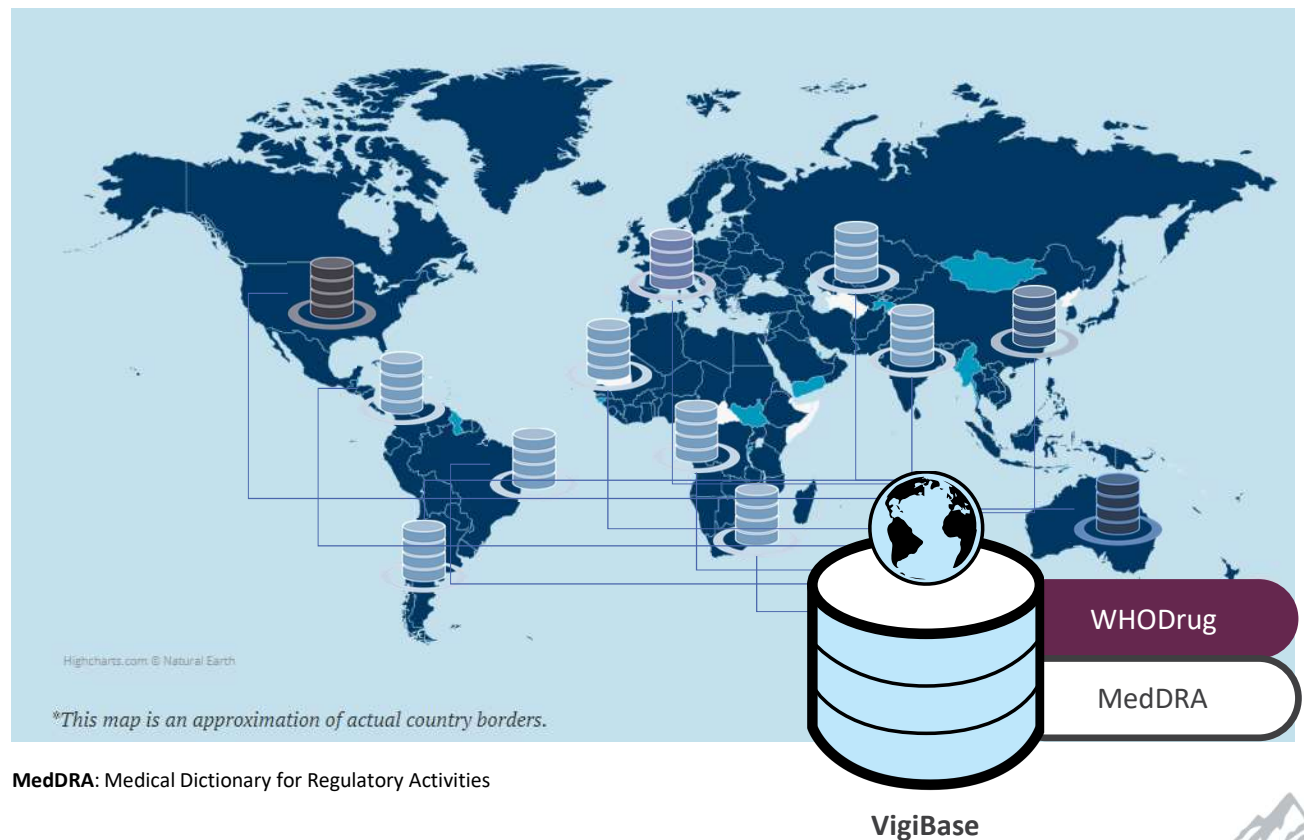 WHODrug
MedDRA
Highcharts.com © Natural Earth
*This map is an approximation of actual country borders.
MedDRA: Medical Dictionary for Regulatory Activities
VigiBase